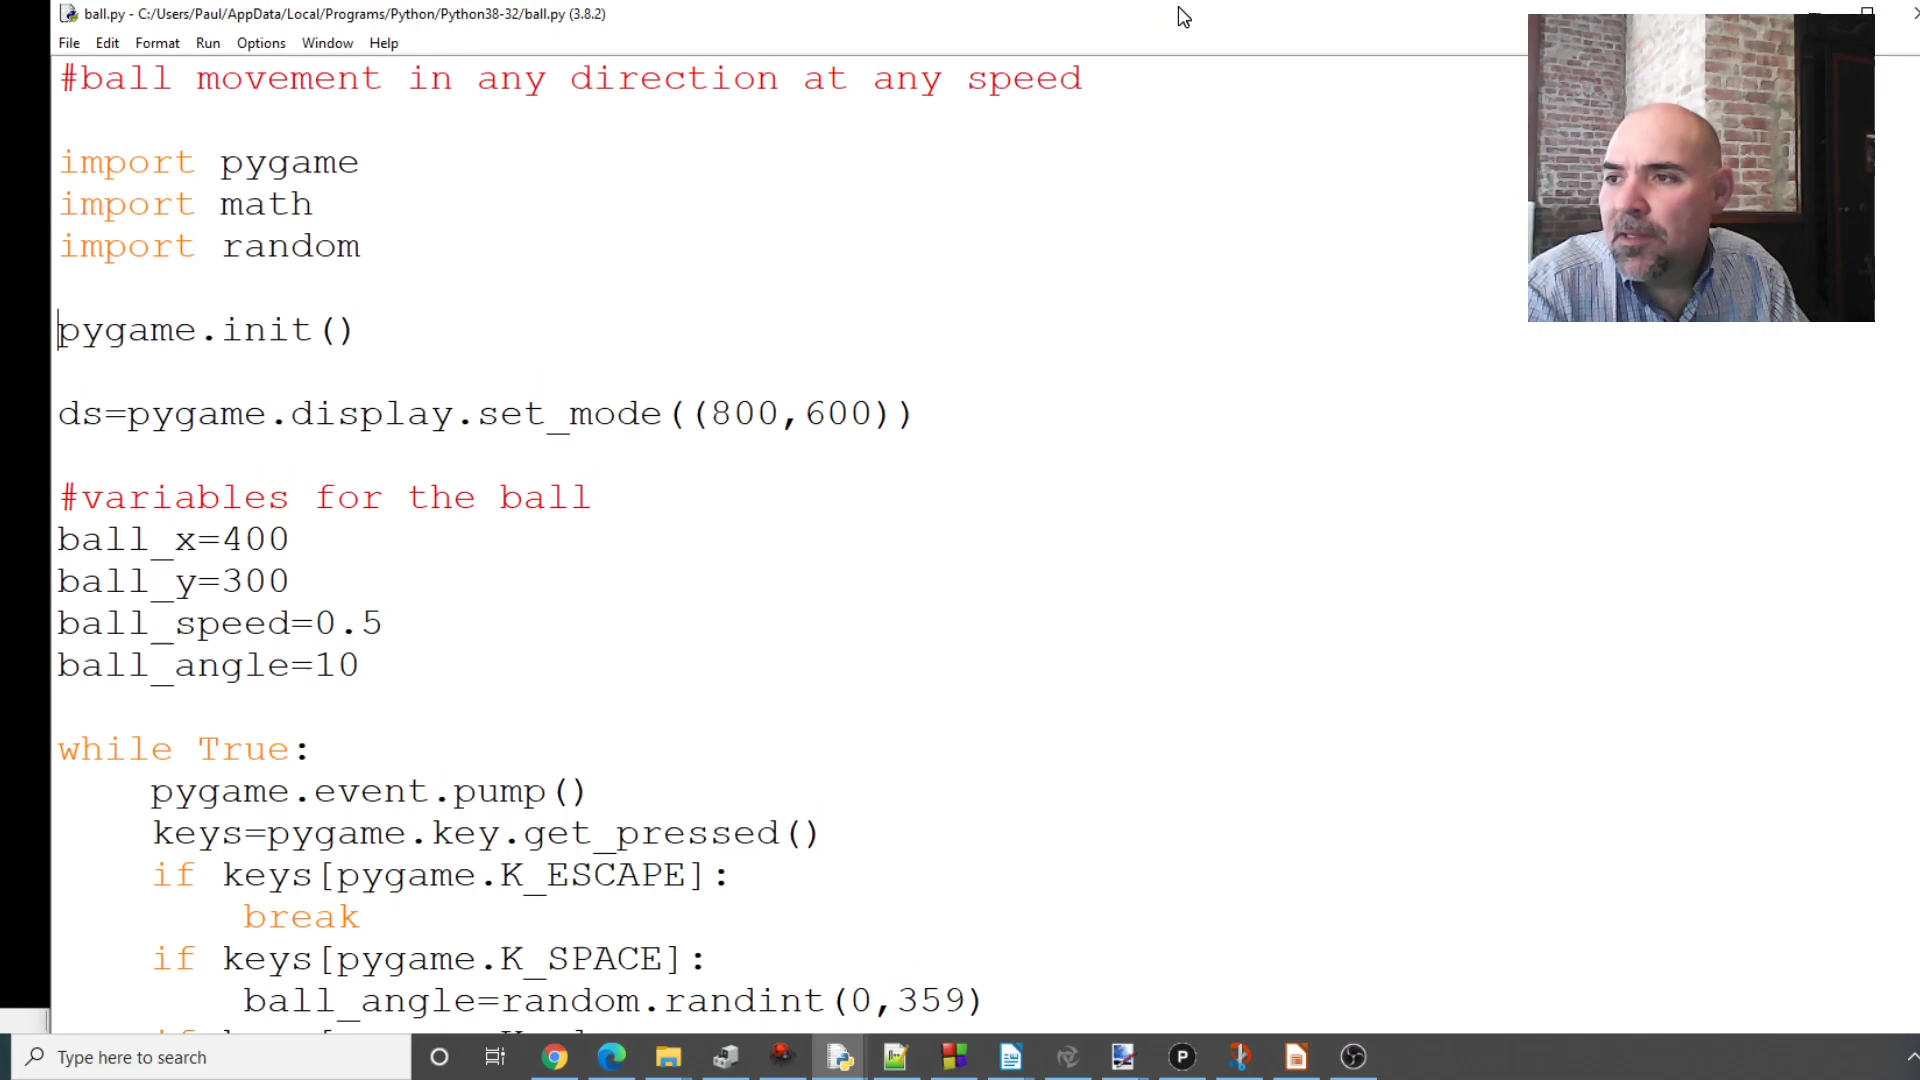 ball.py - C:/Users/Paul/AppData/Local/Programs/Python/Python38-32/ball.py (3.8.2)
File Edit Format Run Options Window Help
#ball movement in any direction at any speed
import pygame
import math
import random
pygame.init()
ds=pygame.display.set_mode((800,600))
#variables for the ball
ball_x=400
ball_y=300
ball_speed=0.5
ball_angle=10
while True:
    pygame.event.pump()
    keys=pygame.key.get_pressed()
    if keys[pygame.K_ESCAPE]:
        break
    if keys[pygame.K_SPACE]:
        ball_angle=random.randint(0,359)
Type here to search